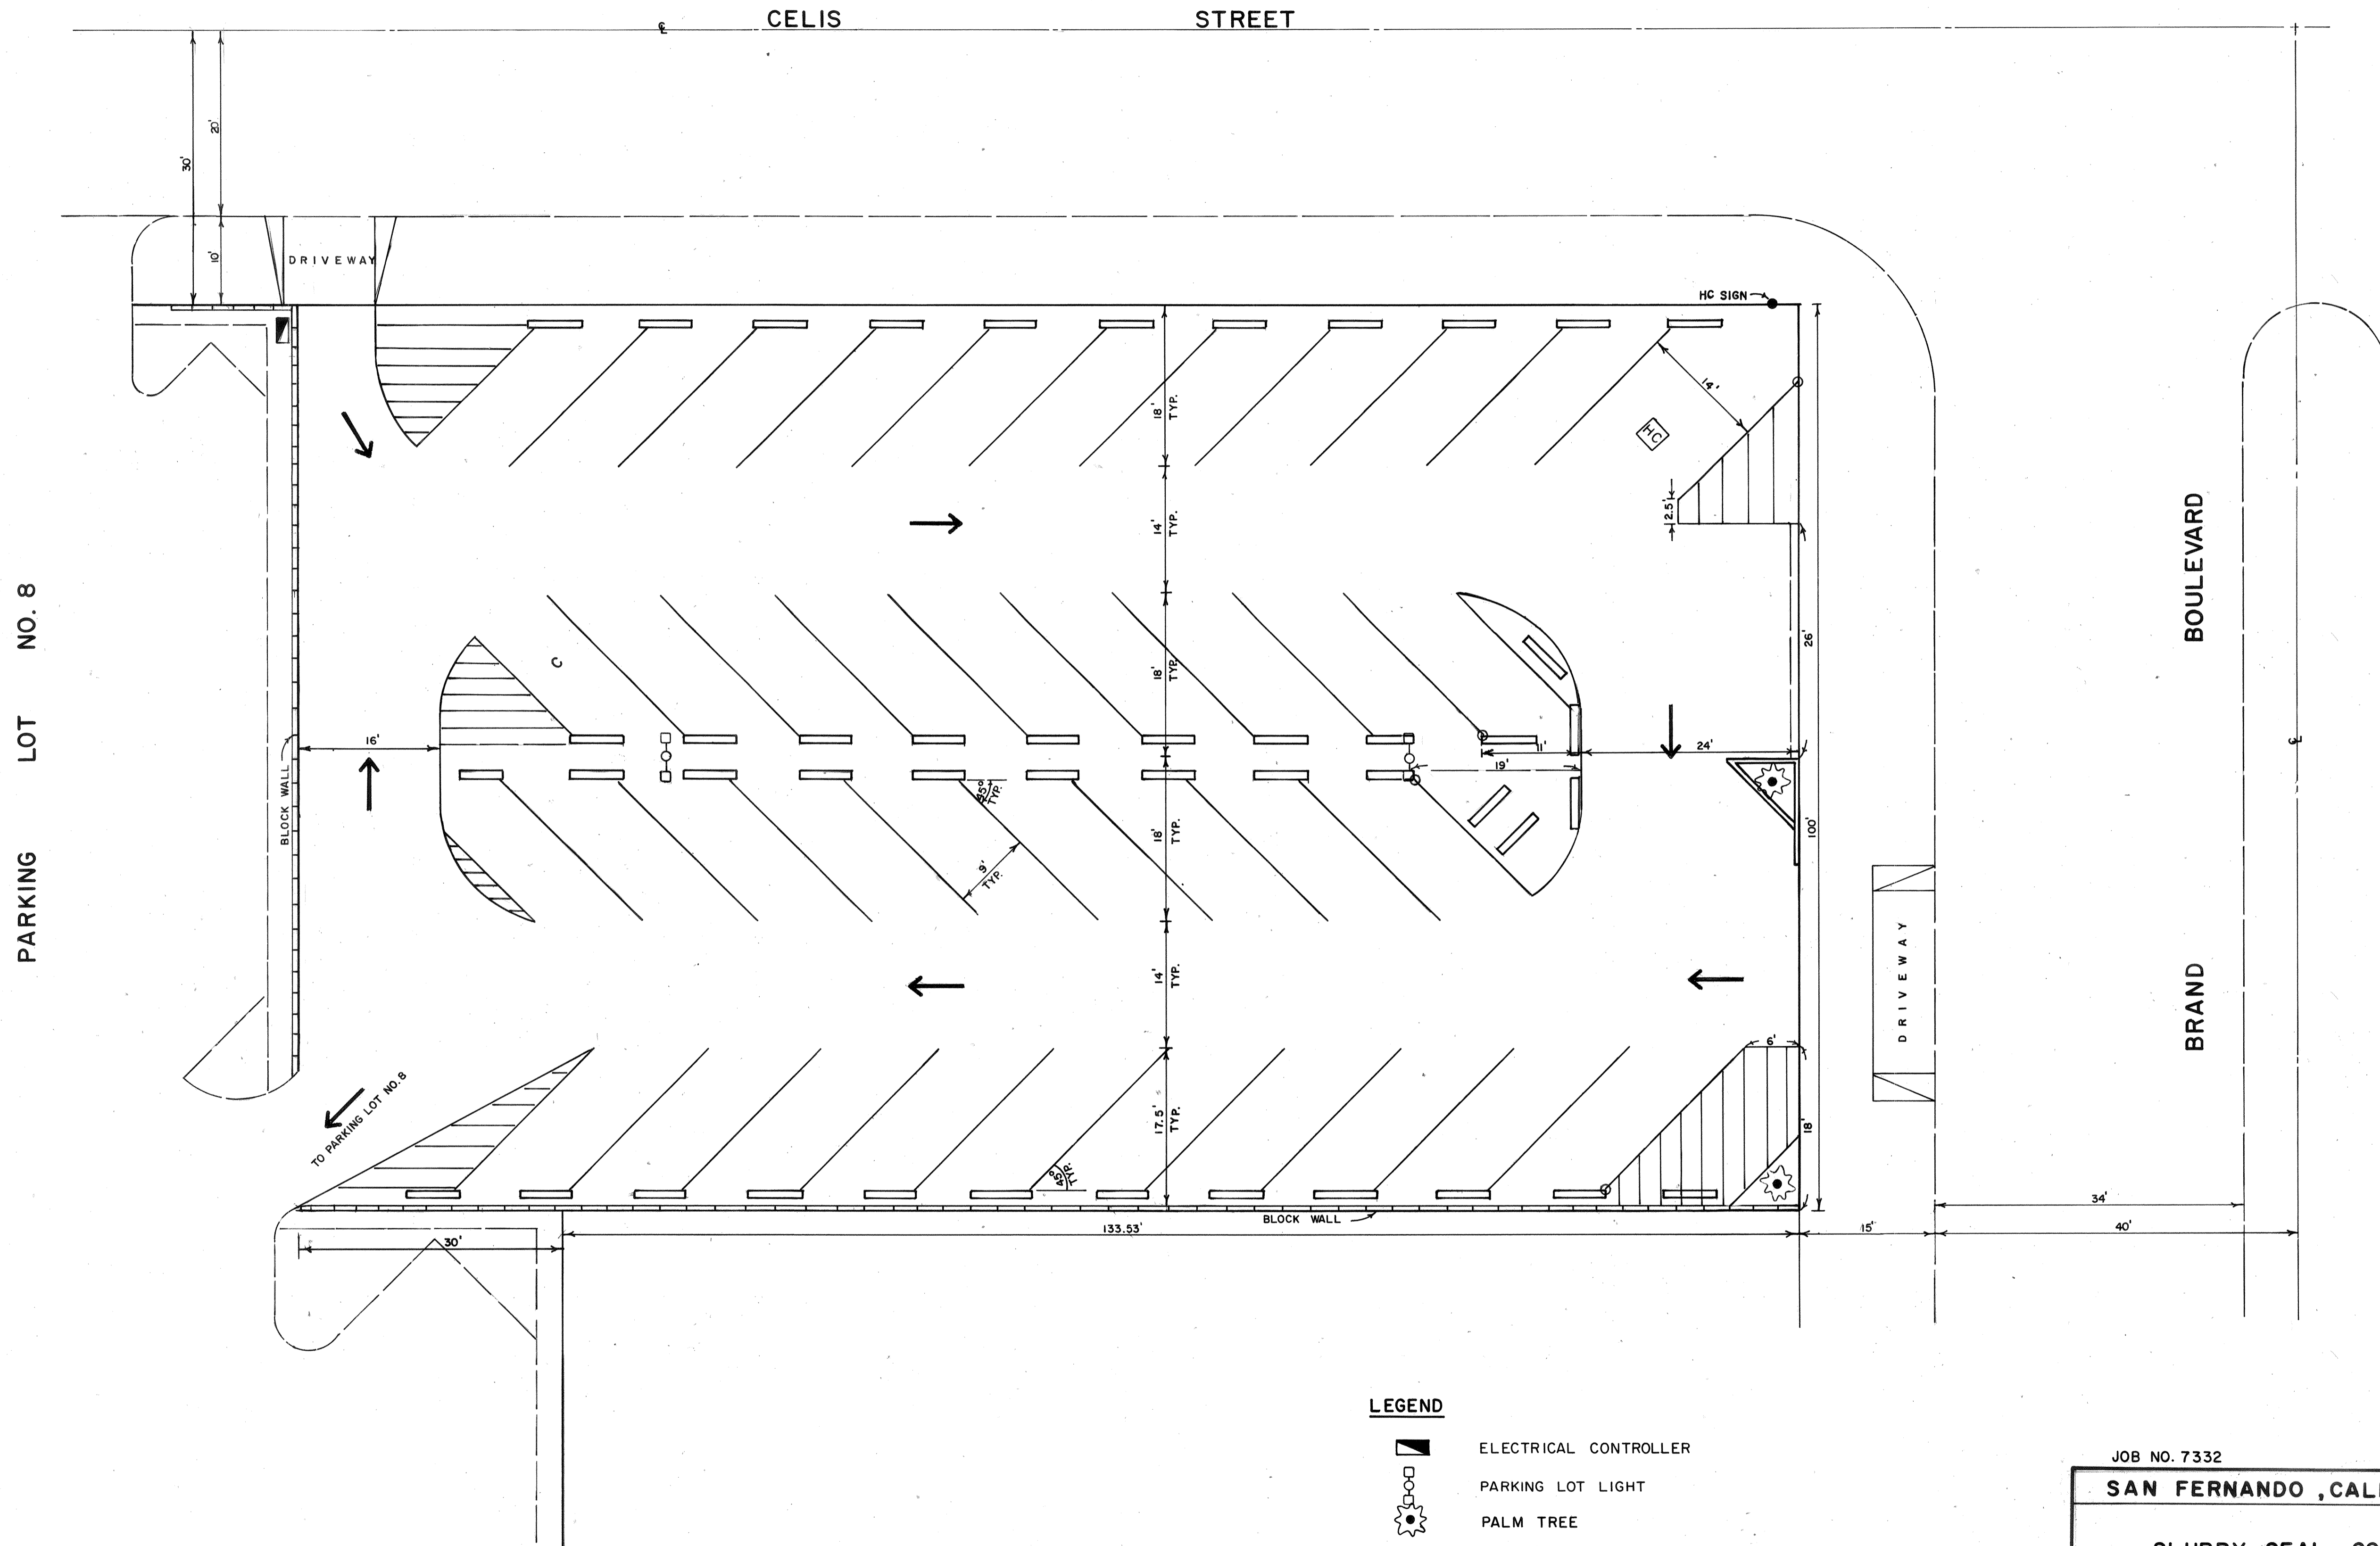 CELIS STREET
℄
30'
20'
10'
DRIVEWAY
HC SIGN
14'
HC
2.5'
18' TYP.
14' TYP.
18' TYP.
18' TYP.
14' TYP.
17.5' TYP.
C
16'
BLOCK WALL
11'
19'
24'
26'
100'
45° TYP.
9' TYP.
45° TYP.
6'
18'
TO PARKING LOT NO. 8
PARKING LOT NO. 8
DRIVEWAY
BRAND BOULEVARD
℄
BLOCK WALL
30'
133.53'
15'
34'
40'
LEGEND
ELECTRICAL CONTROLLER
PARKING LOT LIGHT
PALM TREE
JOB NO. 7332
SAN FERNANDO, CAL